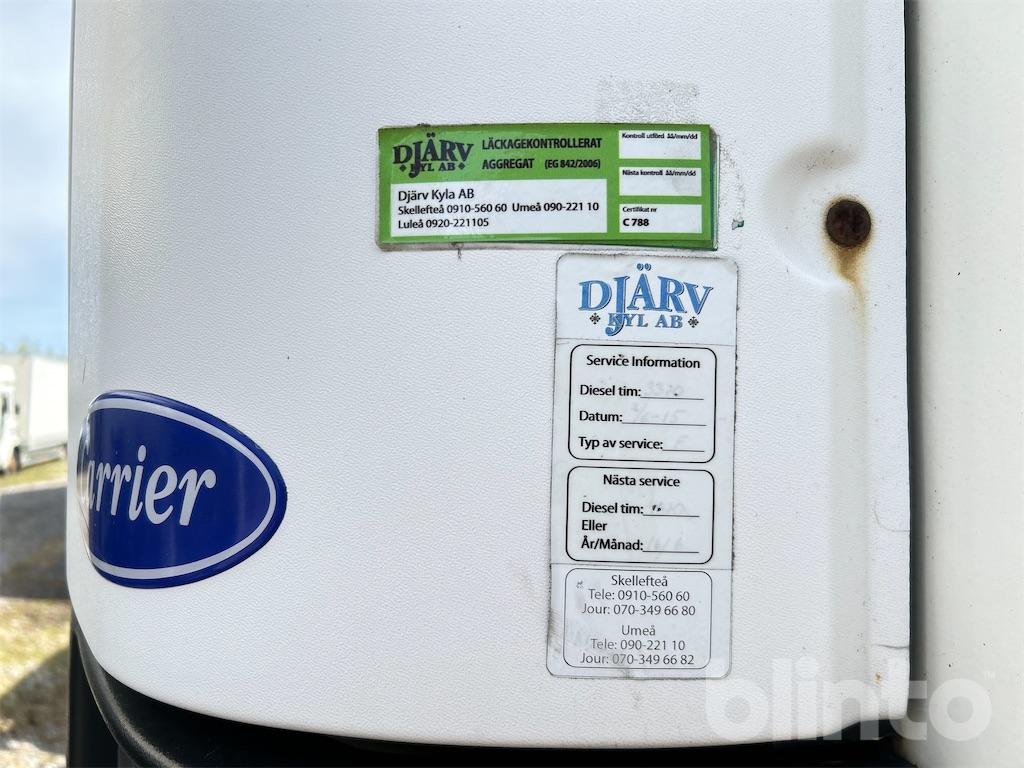 DJÄRV
KYL AB
LÄCKAGEKONTROLLERAT
AGGREGAT (EG 842/2006)
Djärv Kyla AB
Skellefteå 0910-560 60 Umeå 090-221 10
Luleå 0920-221105
Kontroll utförd åå/mm/dd
Nästa kontroll åå/mm/dd
Certifikat nr
C 788
DJÄRV
KYL AB
Service Information
Diesel tim:
Datum:
Typ av service:
Nästa service
Diesel tim:
Eller
År/Månad:
Skellefteå
Tele: 0910-560 60
Jour: 070-349 66 80
Umeå
Tele: 090-221 10
Jour: 070-349 66 82
Carrier
blinto